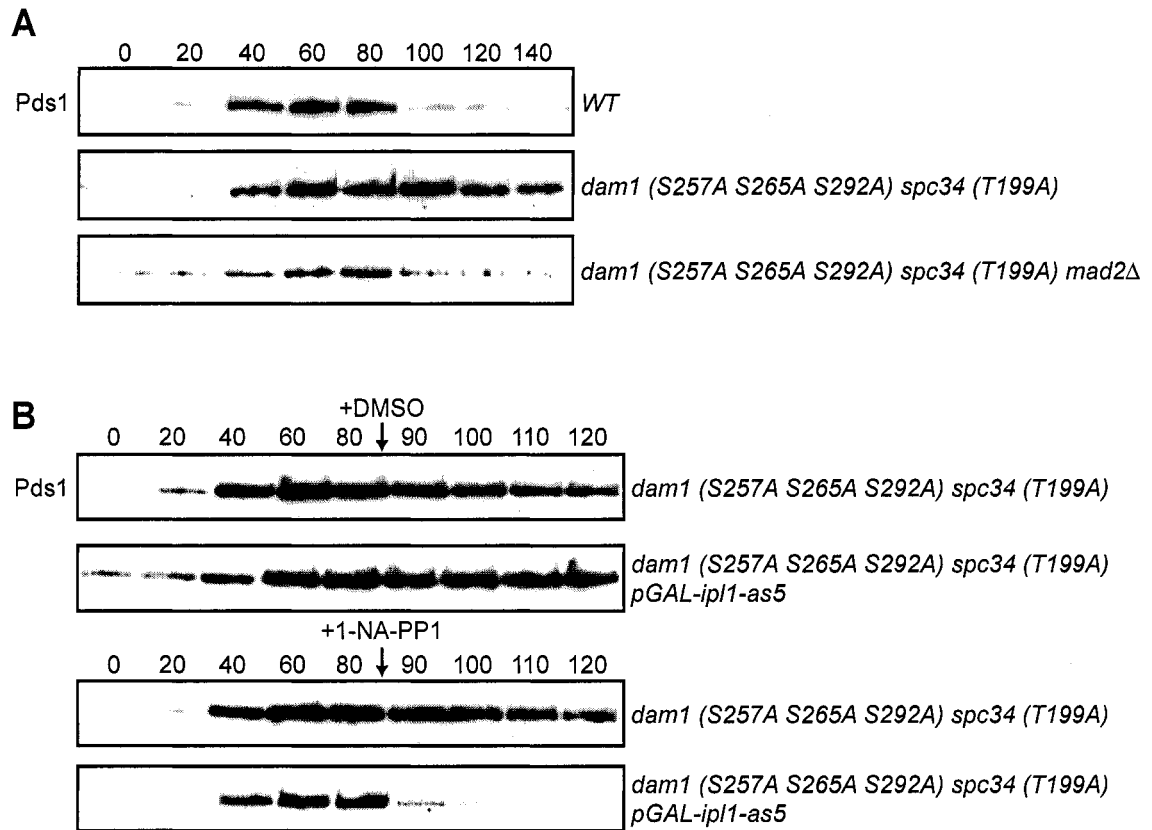 A
0 20 40 60 80 100 120 140
Pds1 WT
dam1 (S257A S265A S292A) spc34 (T199A)
dam1 (S257A S265A S292A) spc34 (T199A) mad2Δ
B
+DMSO
0 20 40 60 80 90 100 110 120
Pds1 dam1 (S257A S265A S292A) spc34 (T199A)
dam1 (S257A S265A S292A) spc34 (T199A)
pGAL-ipl1-as5
+1-NA-PP1
0 20 40 60 80 90 100 110 120
dam1 (S257A S265A S292A) spc34 (T199A)
dam1 (S257A S265A S292A) spc34 (T199A)
pGAL-ipl1-as5